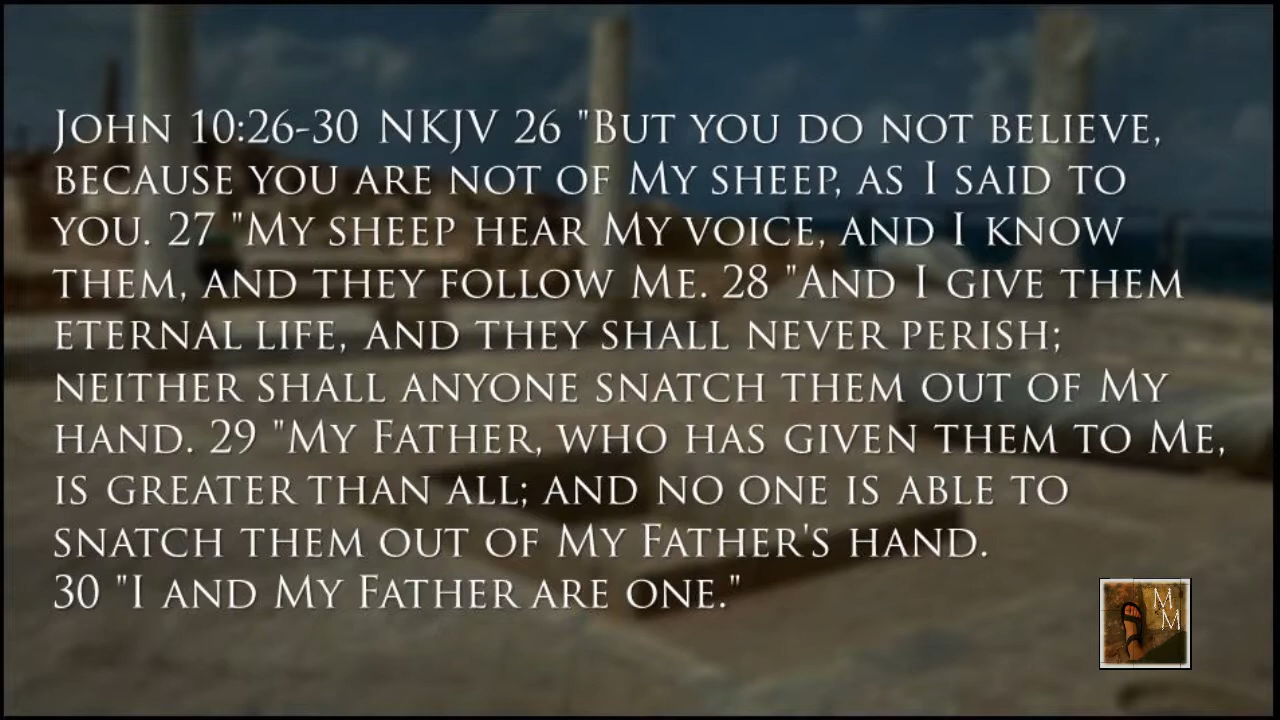 John 10:26-30 NKJV 26 "But you do not believe,
because you are not of My sheep, as I said to
you. 27 "My sheep hear My voice, and I know
them, and they follow Me. 28 "And I give them
eternal life, and they shall never perish;
neither shall anyone snatch them out of My
hand. 29 "My Father, who has given them to Me,
is greater than all; and no one is able to
snatch them out of My Father's hand.
30 "I and My Father are one."
M
M